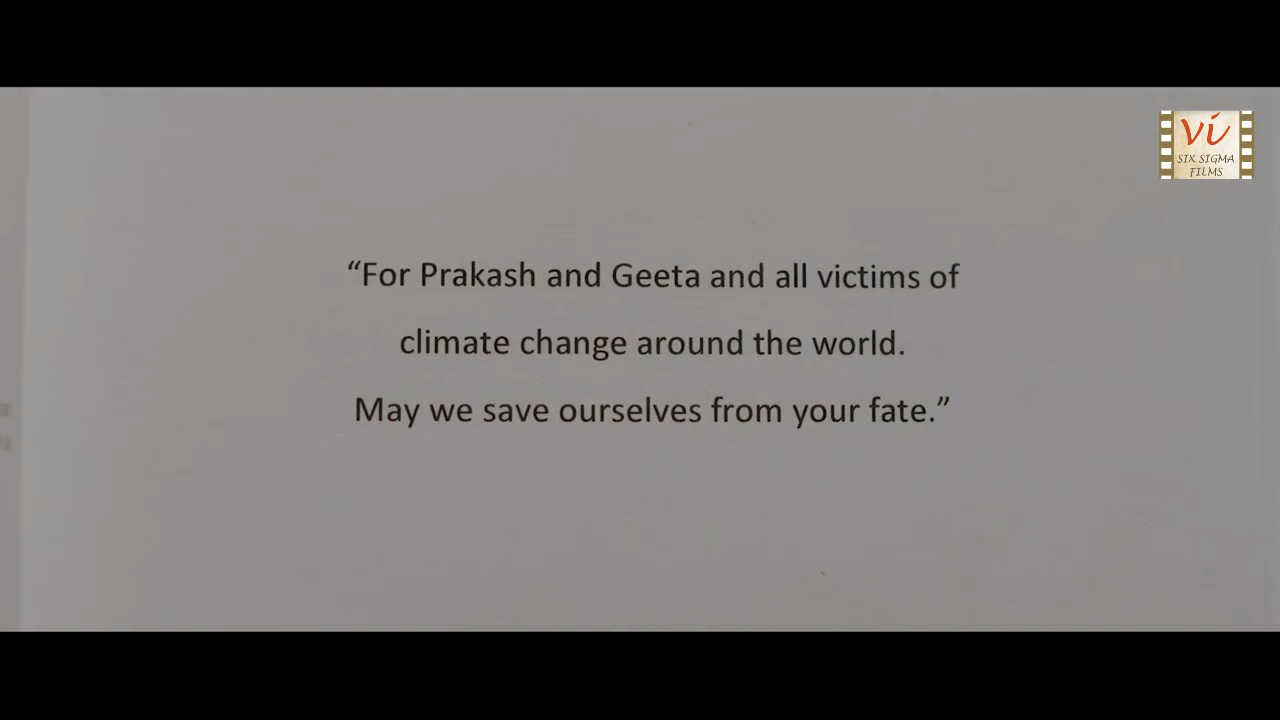 “For Prakash and Geeta and all victims of
climate change around the world.
May we save ourselves from your fate.”
Vi
SIX SIGMA
FILMS